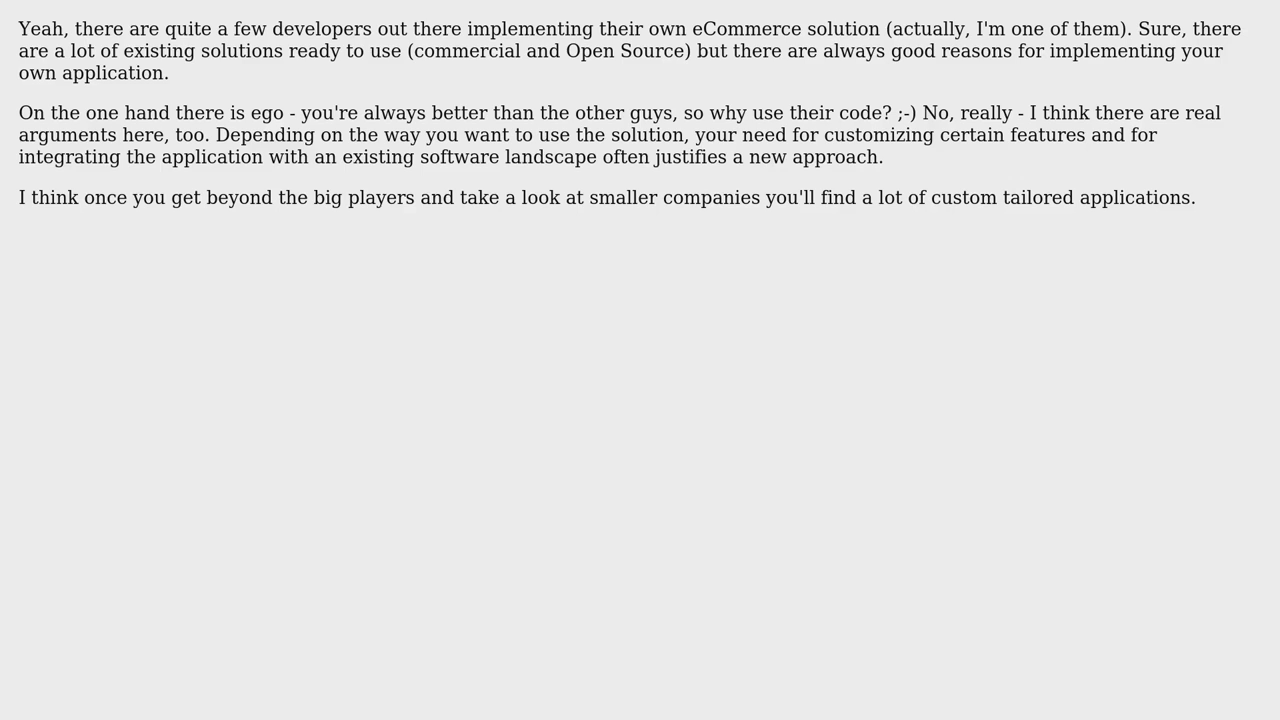 Yeah, there are quite a few developers out there implementing their own eCommerce solution (actually, I'm one of them). Sure, there
are a lot of existing solutions ready to use (commercial and Open Source) but there are always good reasons for implementing your
own application.
On the one hand there is ego - you're always better than the other guys, so why use their code? ;-) No, really - I think there are real
arguments here, too. Depending on the way you want to use the solution, your need for customizing certain features and for
integrating the application with an existing software landscape often justifies a new approach.
I think once you get beyond the big players and take a look at smaller companies you'll find a lot of custom tailored applications.